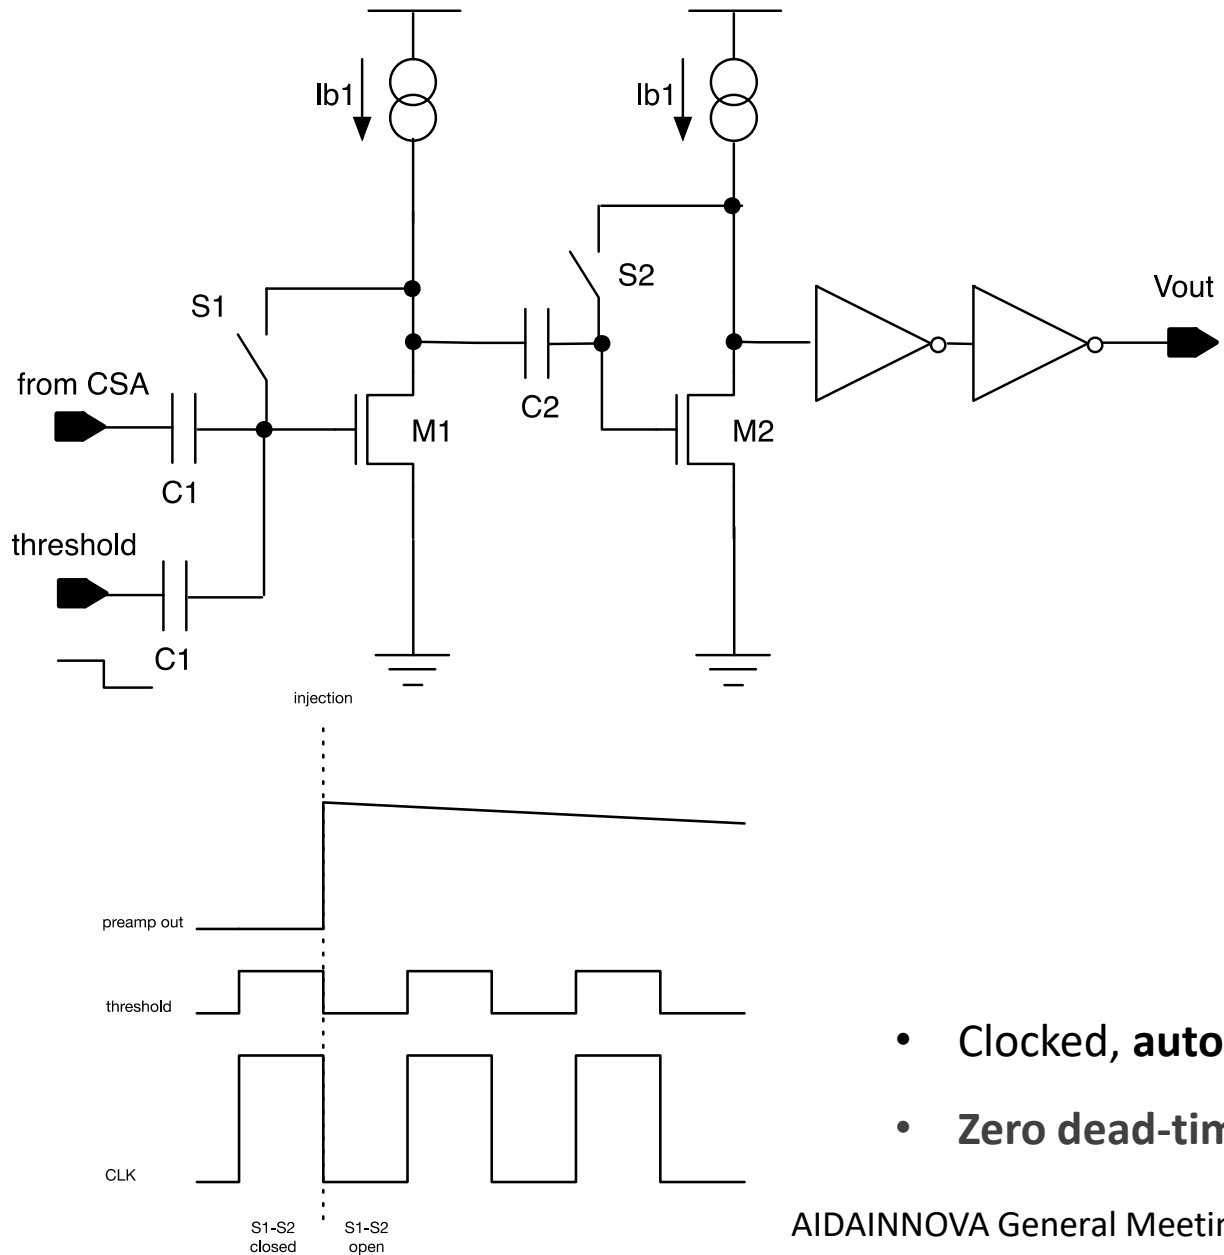 Ib1
Ib1
S1
S2
Vout
from CSA
C2
M1
M2
C1
threshold
C1
injection
preamp out
threshold
CLK
S1-S2
closed
S1-S2
open
• Clocked, auto
• Zero dead-tim
AIDAINNOVA General Meetin